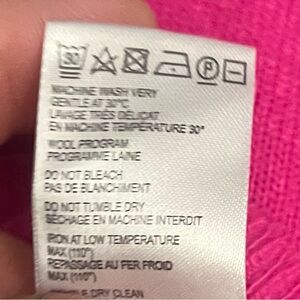 30
P
MACHINE WASH VERY
GENTLE AT 30°C
LAVAGE TRÈS DÉLICAT
EN MACHINE TEMPÉRATURE 30°
WOOL PROGRAM
PROGRAMME LAINE
DO NOT BLEACH
PAS DE BLANCHIMENT
DO NOT TUMBLE DRY
SÉCHAGE EN MACHINE INTERDIT
IRON AT LOW TEMPERATURE
MAX (110°)
REPASSAGE AU FER FROID
MAX (110°)
DRY CLEAN